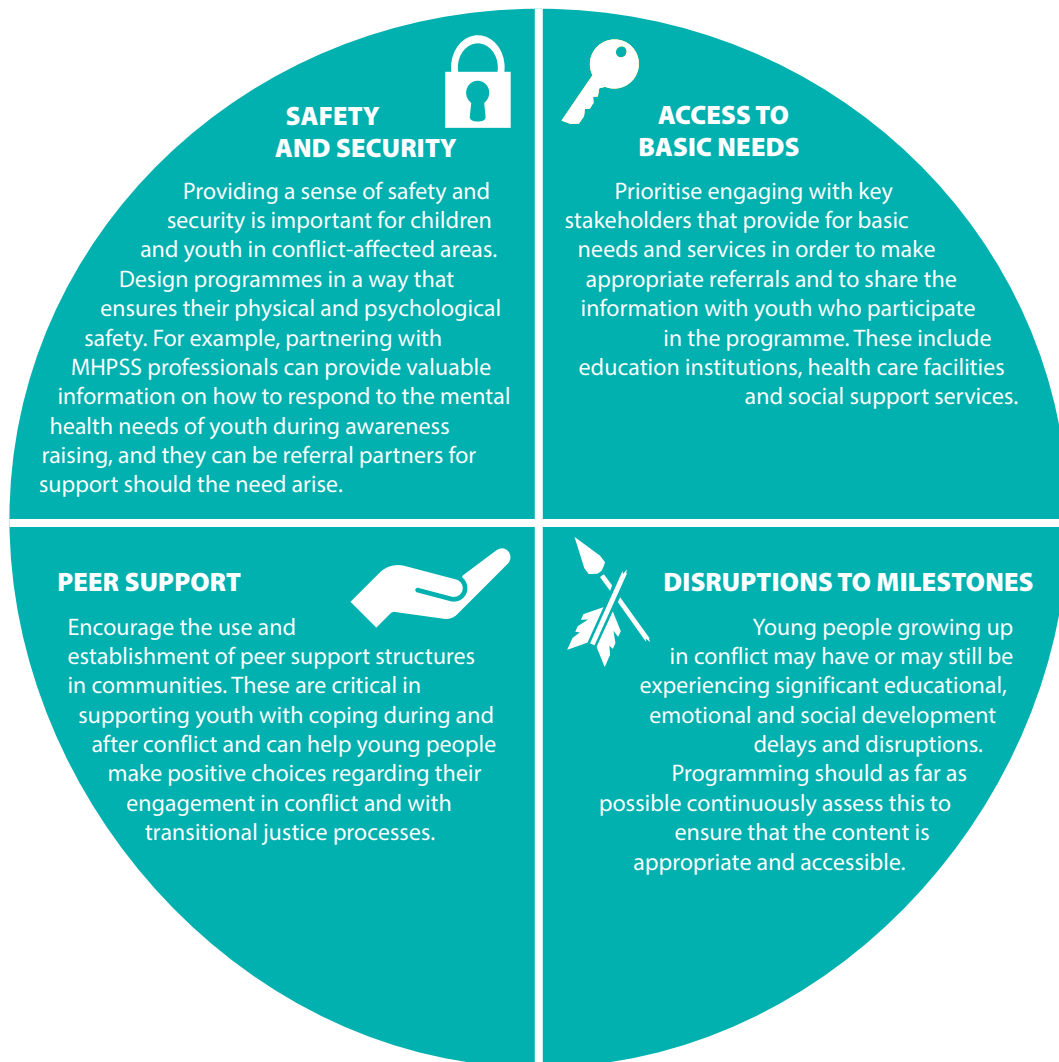 SAFETY
AND SECURITY
Providing a sense of safety and
security is important for children
and youth in conflict-affected areas.
Design programmes in a way that
ensures their physical and psychological
safety. For example, partnering with
MHPSS professionals can provide valuable
information on how to respond to the mental
health needs of youth during awareness
raising, and they can be referral partners for
support should the need arise.
ACCESS TO
BASIC NEEDS
Prioritise engaging with key
stakeholders that provide for basic
needs and services in order to make
appropriate referrals and to share the
information with youth who participate
in the programme. These include
education institutions, health care facilities
and social support services.
PEER SUPPORT
Encourage the use and
establishment of peer support structures
in communities. These are critical in
supporting youth with coping during and
after conflict and can help young people
make positive choices regarding their
engagement in conflict and with
transitional justice processes.
DISRUPTIONS TO MILESTONES
Young people growing up
in conflict may have or may still be
experiencing significant educational,
emotional and social development
delays and disruptions.
Programming should as far as
possible continuously assess this to
ensure that the content is
appropriate and accessible.